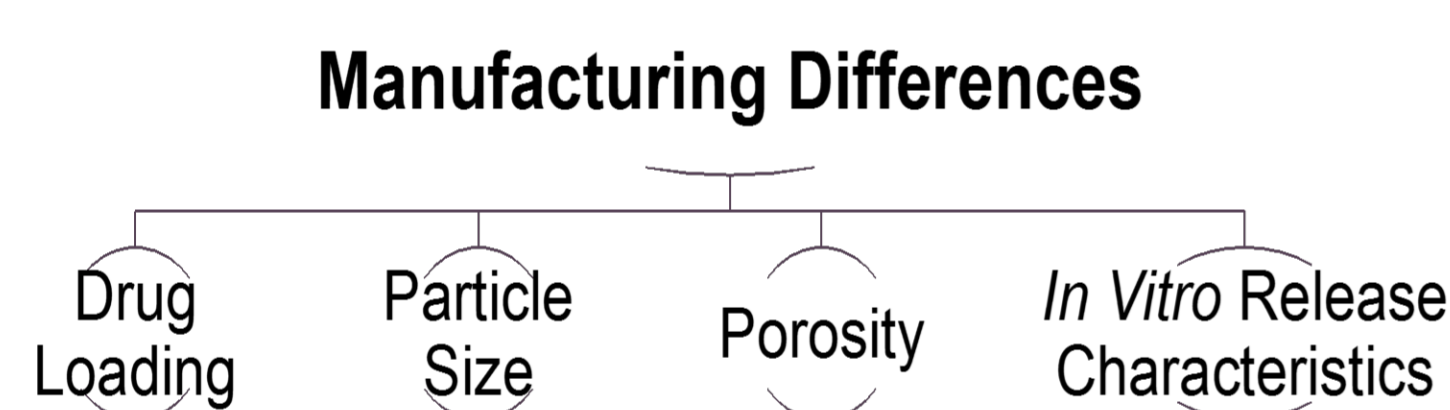 Manufacturing Differences
Drug
Loading
Particle
Size
Porosity
In Vitro Release
Characteristics